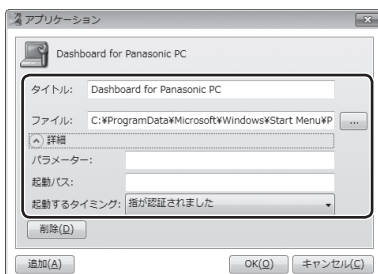 アプリケーション
Dashboard for Panasonic PC
タイトル: Dashboard for Panasonic PC
ファイル: C:¥ProgramData¥Microsoft¥Windows¥Start Menu¥P ...
詳細
パラメーター:
起動パス:
起動するタイミング: 指が認証されました
削除(D)
追加(A) OK(O) キャンセル(C)